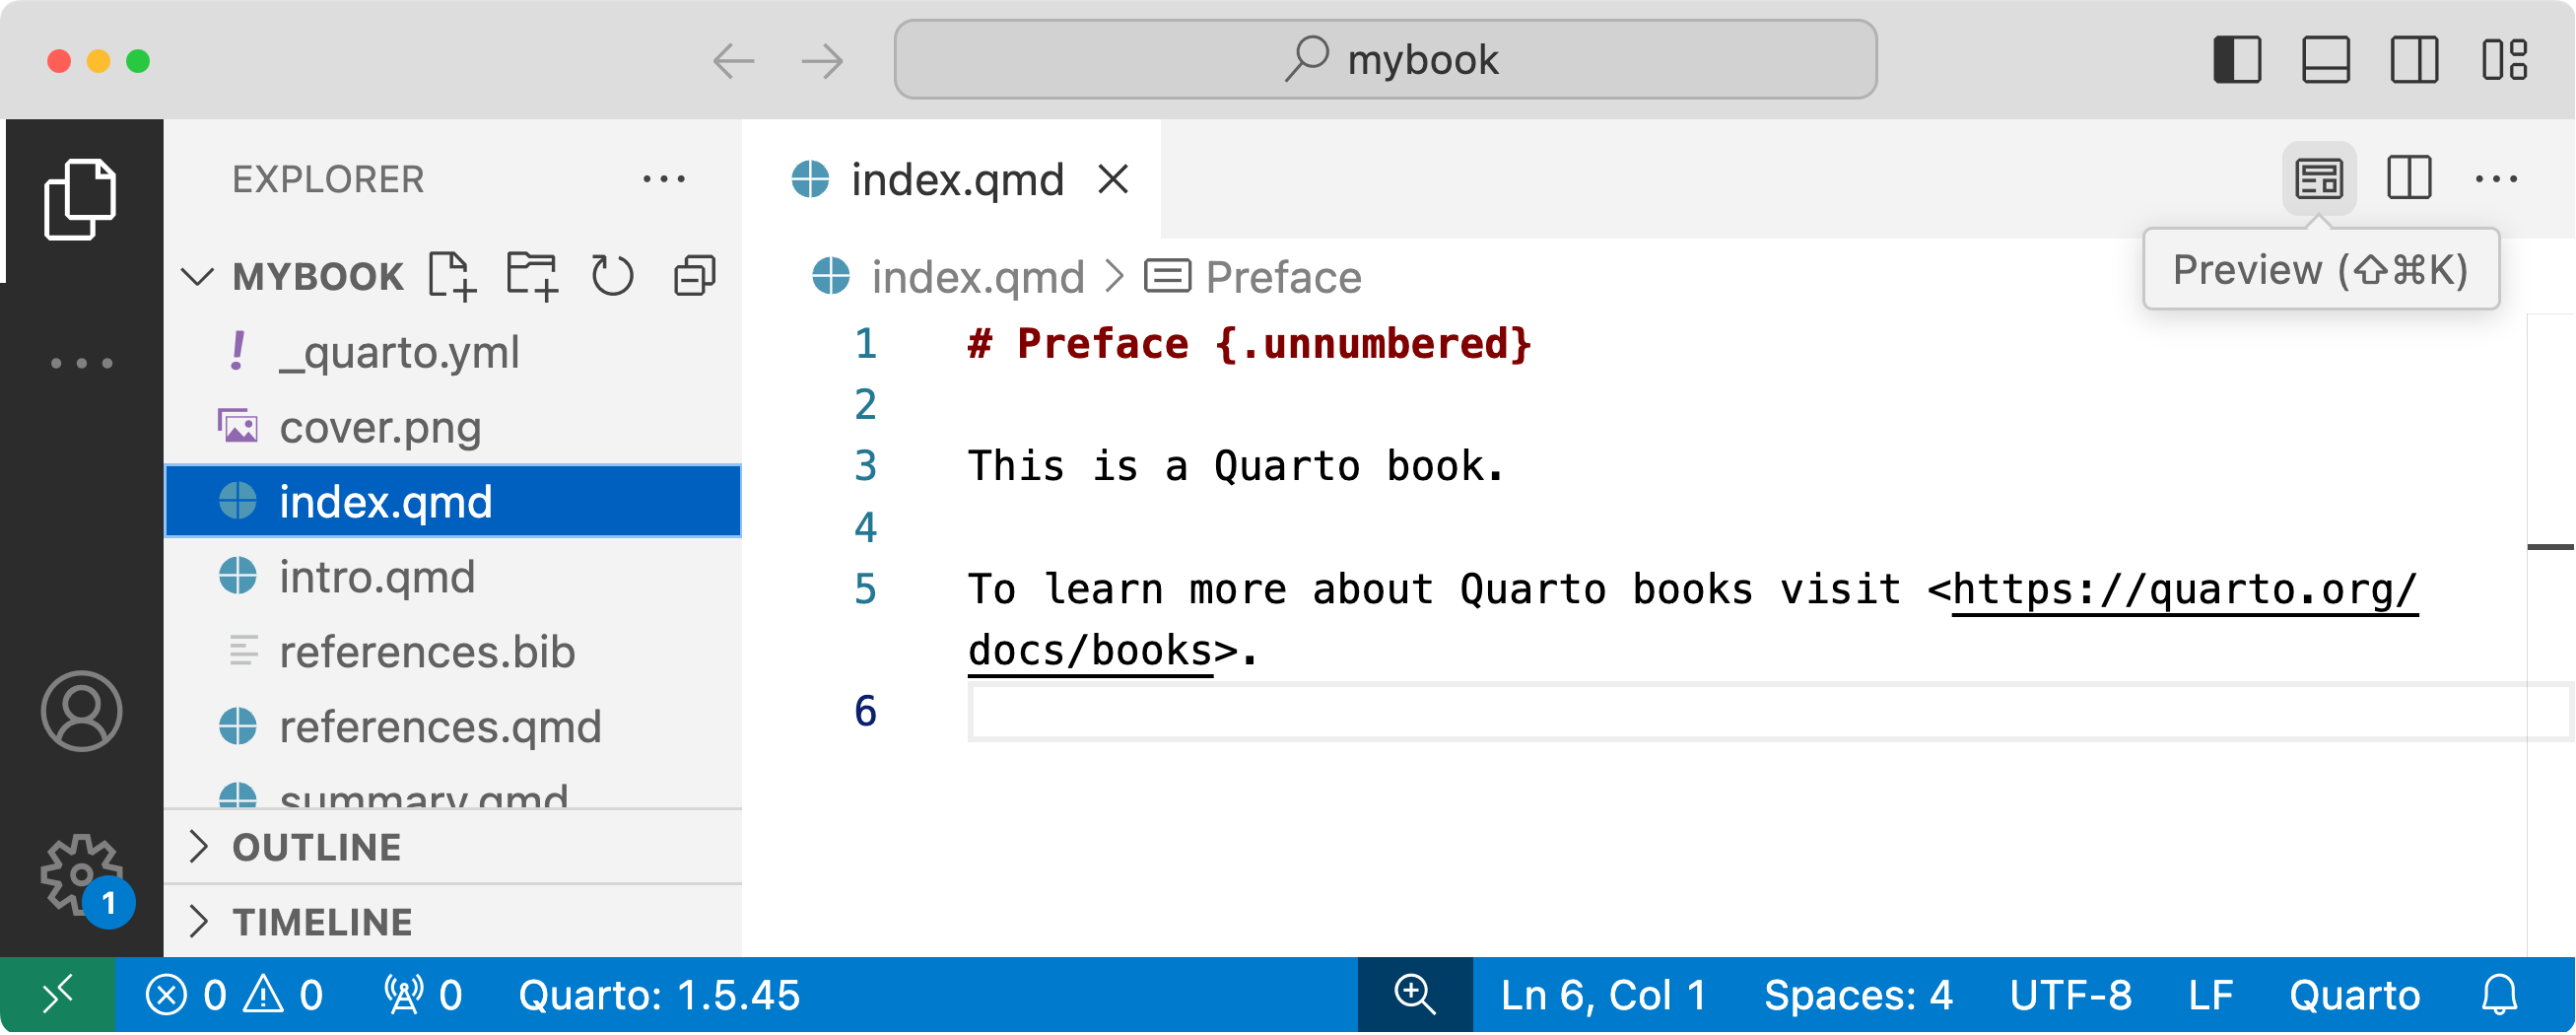 mybook
EXPLORER
MYBOOK
_quarto.yml
cover.png
index.qmd
intro.qmd
references.bib
references.qmd
summary.qmd
OUTLINE
TIMELINE
index.qmd
Preview (⇧⌘K)
index.qmd > Preface
1 # Preface {.unnumbered}
2
3 This is a Quarto book.
4
5 To learn more about Quarto books visit <https://quarto.org/
docs/books>.
6
1
0 0 0 Quarto: 1.5.45 Ln 6, Col 1 Spaces: 4 UTF-8 LF Quarto